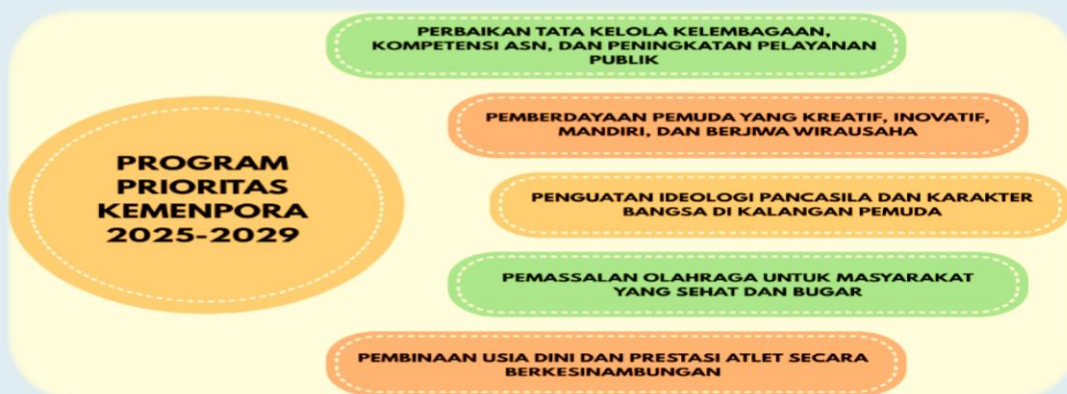 PROGRAM
PRIORITAS
KEMENPORA
2025-2029
PERBAIKAN TATA KELOLA KELEMBAGAAN,
KOMPETENSI ASN, DAN PENINGKATAN PELAYANAN
PUBLIK
PEMBERDAYAAN PEMUDA YANG KREATIF, INOVATIF,
MANDIRI, DAN BERJIWA WIRAUSAHA
PENGUATAN IDEOLOGI PANCASILA DAN KARAKTER
BANGSA DI KALANGAN PEMUDA
PEMASSALAN OLAHRAGA UNTUK MASYARAKAT
YANG SEHAT DAN BUGAR
PEMBINAAN USIA DINI DAN PRESTASI ATLET SECARA
BERKESINAMBUNGAN